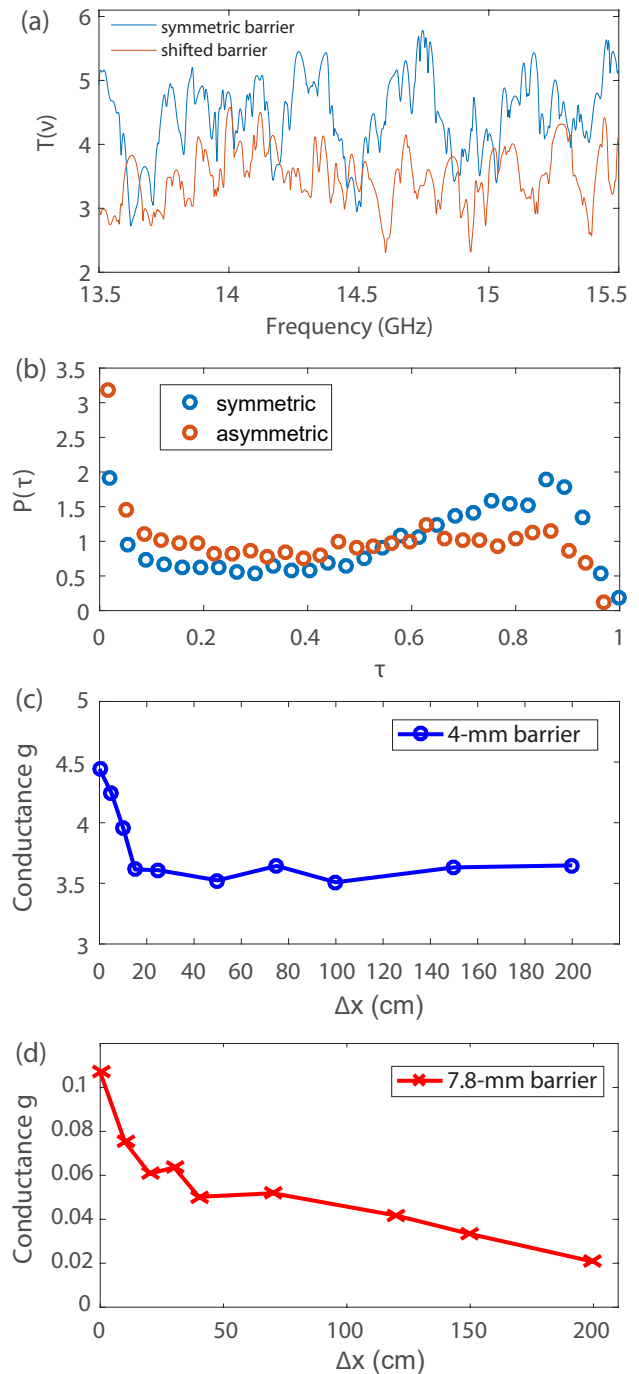 (a)
6
5
4
3
2
T(ν)
symmetric barrier
shifted barrier
13.5 14 14.5 15 15.5
Frequency (GHz)
(b)
3.5
3
2.5
2
1.5
1
0.5
0
P(τ)
symmetric
asymmetric
0 0.2 0.4 0.6 0.8 1
τ
(c)
5
4.5
4
3.5
3
Conductance g
4-mm barrier
0 20 40 60 80 100 120 140 160 180 200
Δx (cm)
(d)
0.1
0.08
0.06
0.04
0.02
0
Conductance g
7.8-mm barrier
0 50 100 150 200
Δx (cm)